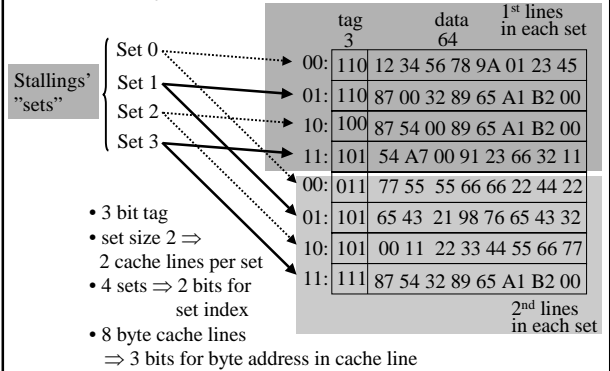 tag data 1st lines
3 64 in each set
Set 0 00: 110 12 34 56 78 9A 01 23 45
Stallings' Set 1 01: 110 87 00 32 89 65 A1 B2 00
”sets” Set 2 10: 100 87 54 00 89 65 A1 B2 00
Set 3 11: 101 54 A7 00 91 23 66 32 11
00: 011 77 55 55 66 66 22 44 22
01: 101 65 43 21 98 76 65 43 32
10: 101 00 11 22 33 44 55 66 77
11: 111 87 54 32 89 65 A1 B2 00
2nd lines
in each set
• 3 bit tag
• set size 2 ⇒
2 cache lines per set
• 4 sets ⇒ 2 bits for
set index
• 8 byte cache lines
⇒ 3 bits for byte address in cache line